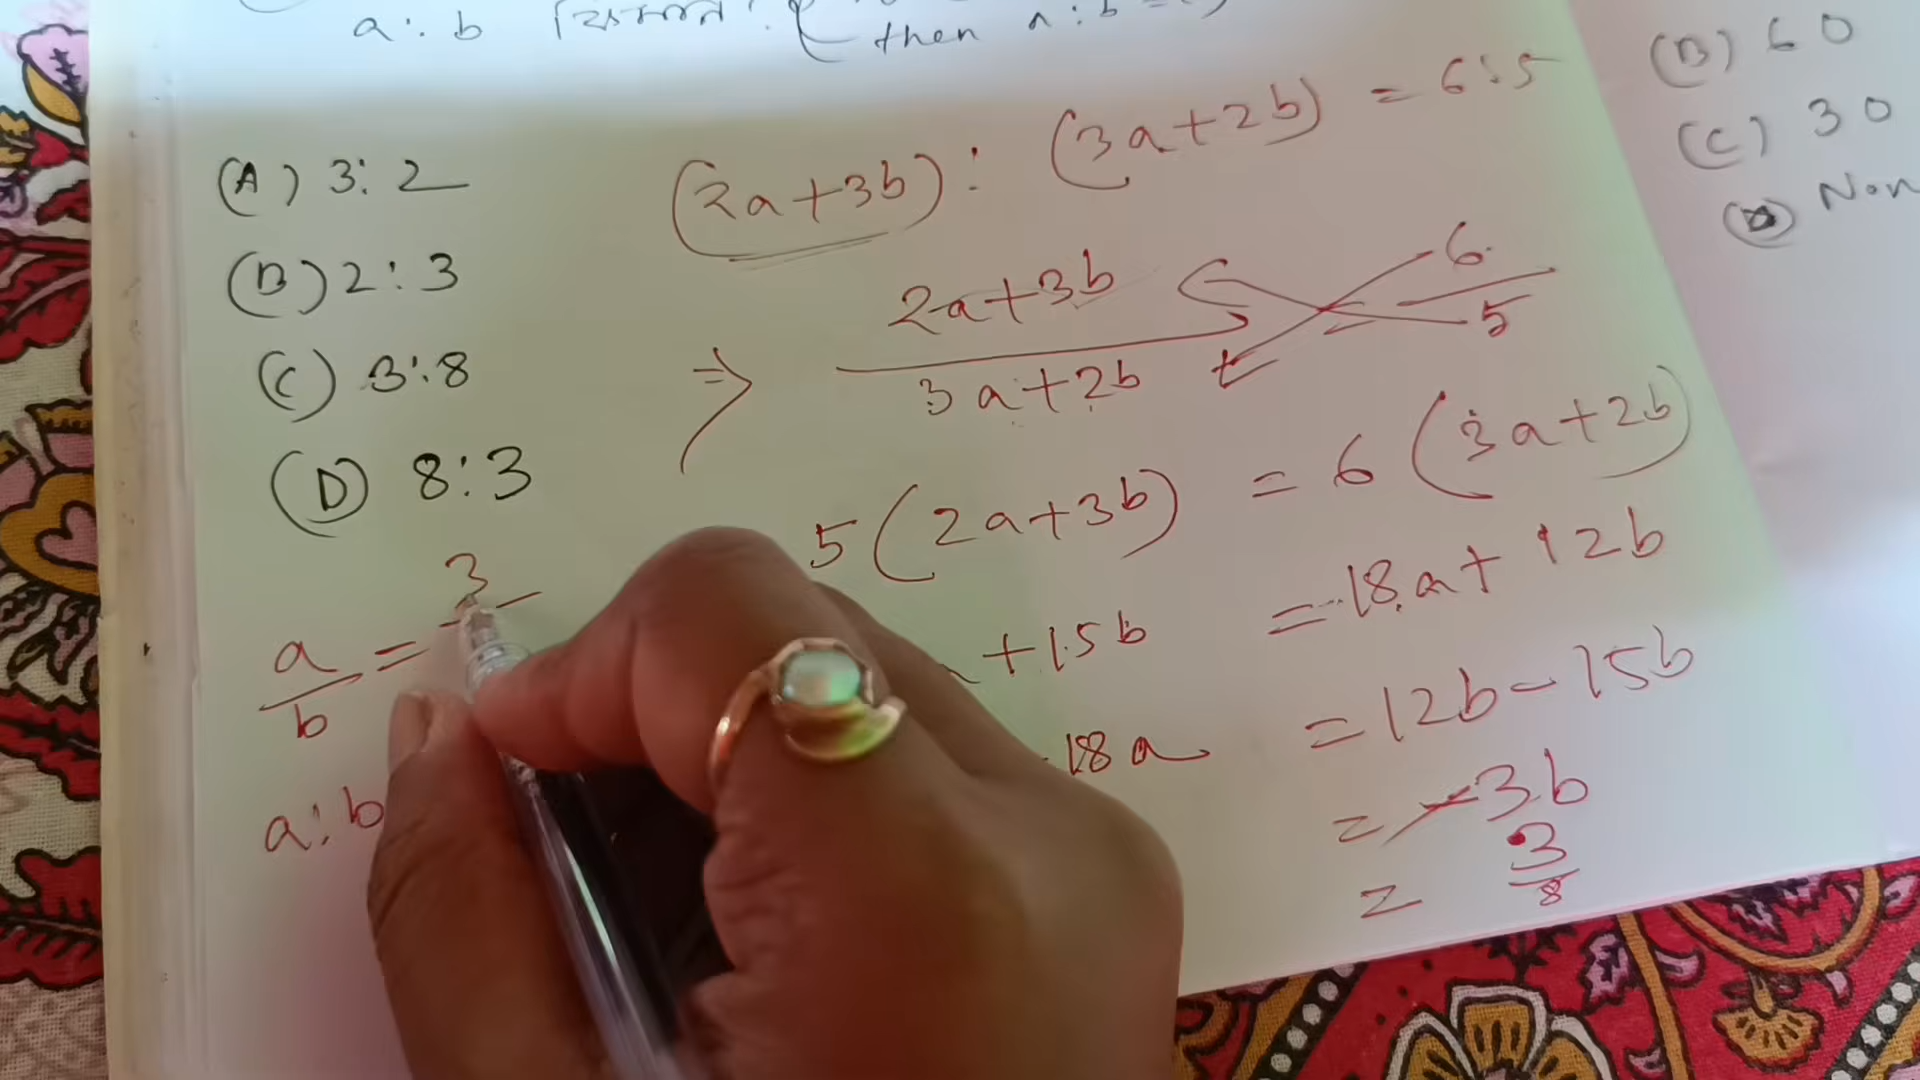 a : b
then a : b =
(A) 3:2
(B) 2:3
(C) 3:8
(D) 8:3
(2a+3b) : (3a+2b) = 6:5
⇒ 2a+3b = 6
3a+2b 5
5(2a+3b) = 6(3a+2b)
+15b = 18a+12b
18a = 12b-15b
= -3b
= 3
8
a = 3
b
a:b
(B) 60
(C) 30
(D)